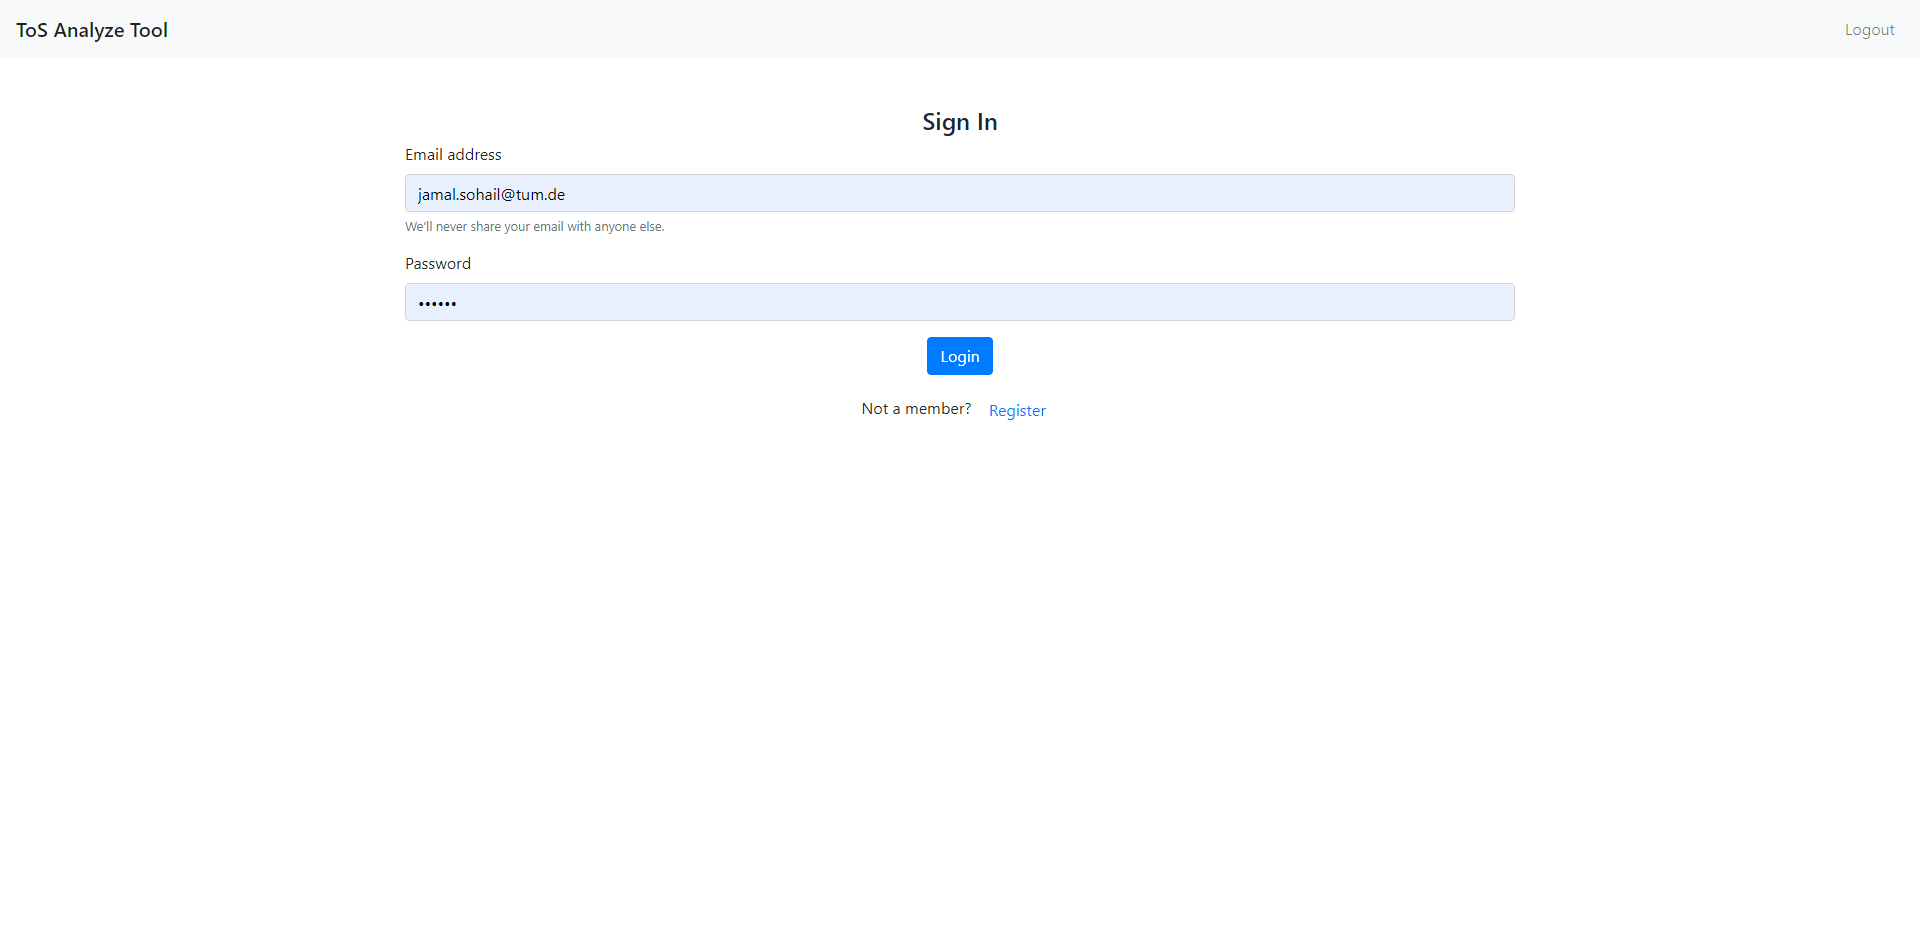 ToS Analyze Tool Logout
Sign In
Email address
jamal.sohail@tum.de
We'll never share your email with anyone else.
Password
••••••
Login
Not a member? Register